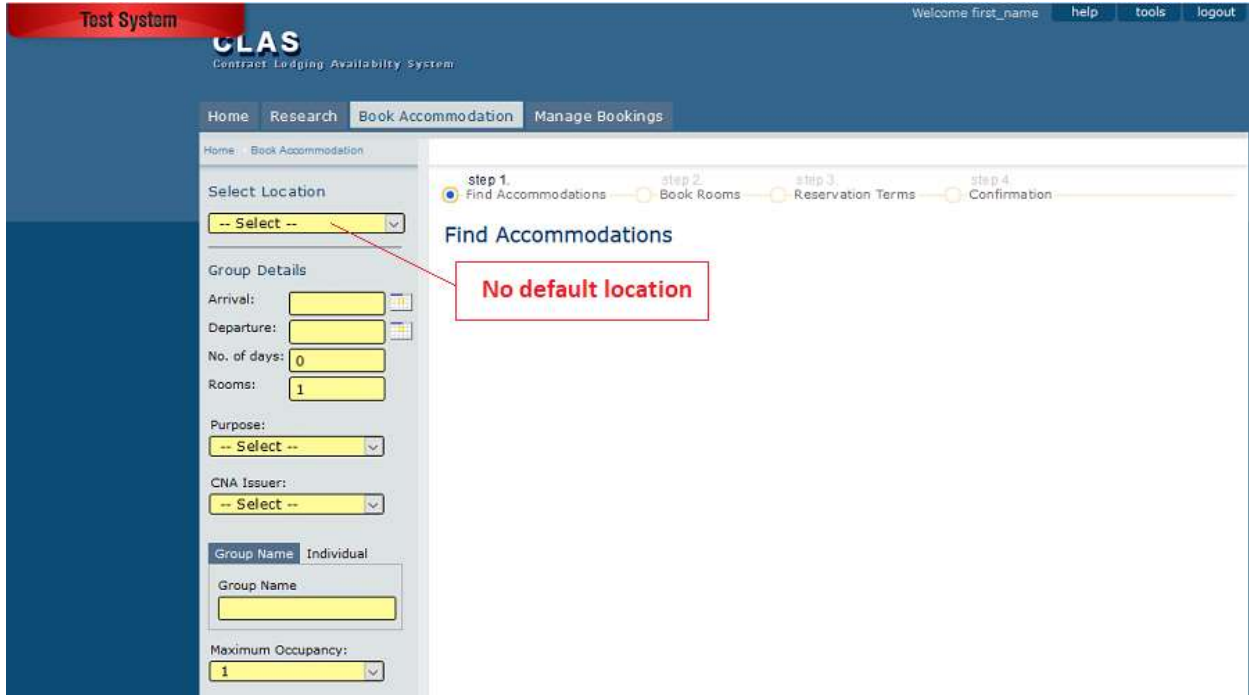 Test System
Welcome first_name help tools logout
CLAS
Contract Lodging Availabilty System
Home Research Book Accommodation Manage Bookings
Home Book Accommodation
Select Location
-- Select --
step 1. step 2. step 3. step 4.
Find Accommodations Book Rooms Reservation Terms Confirmation
Find Accommodations
No default location
Group Details
Arrival:
Departure:
No. of days: 0
Rooms: 1
Purpose:
-- Select --
CNA Issuer:
-- Select --
Group Name Individual
Group Name
Maximum Occupancy:
1